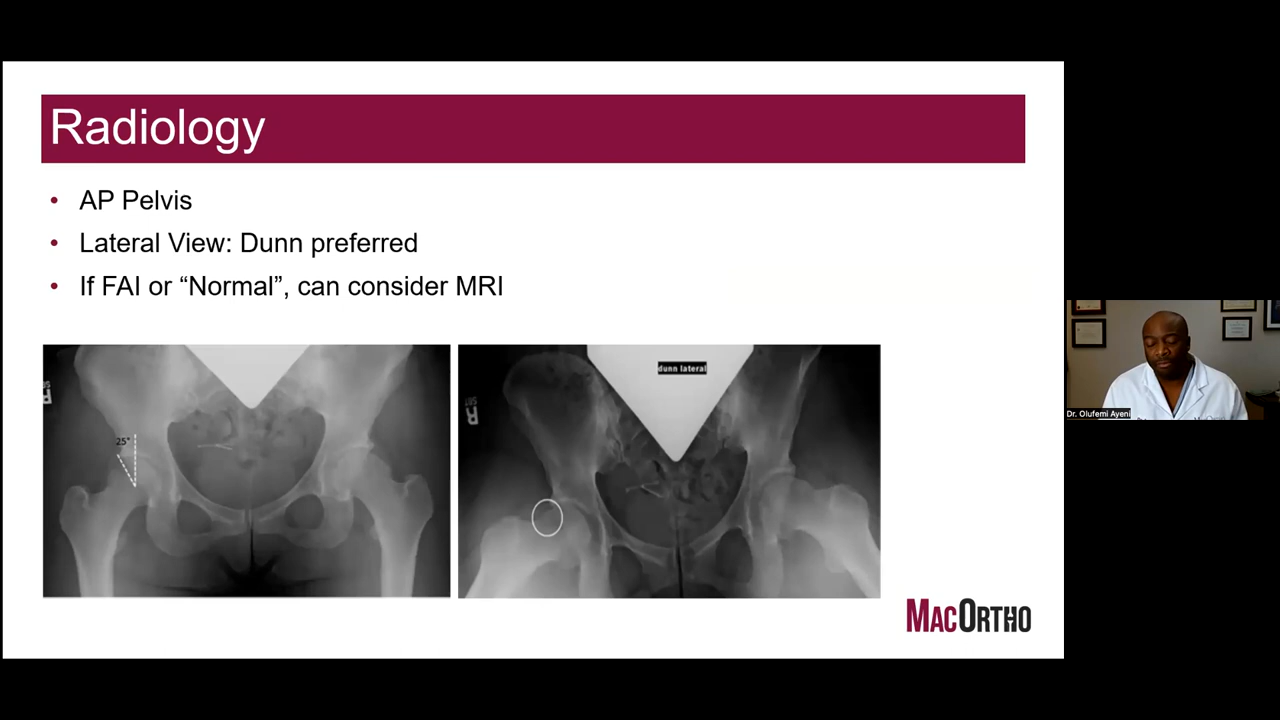 Radiology
• AP Pelvis
• Lateral View: Dunn preferred
• If FAI or “Normal”, can consider MRI
25°
dunn lateral
R
R
Dr. Olufemi Ayeni
MACORTHO